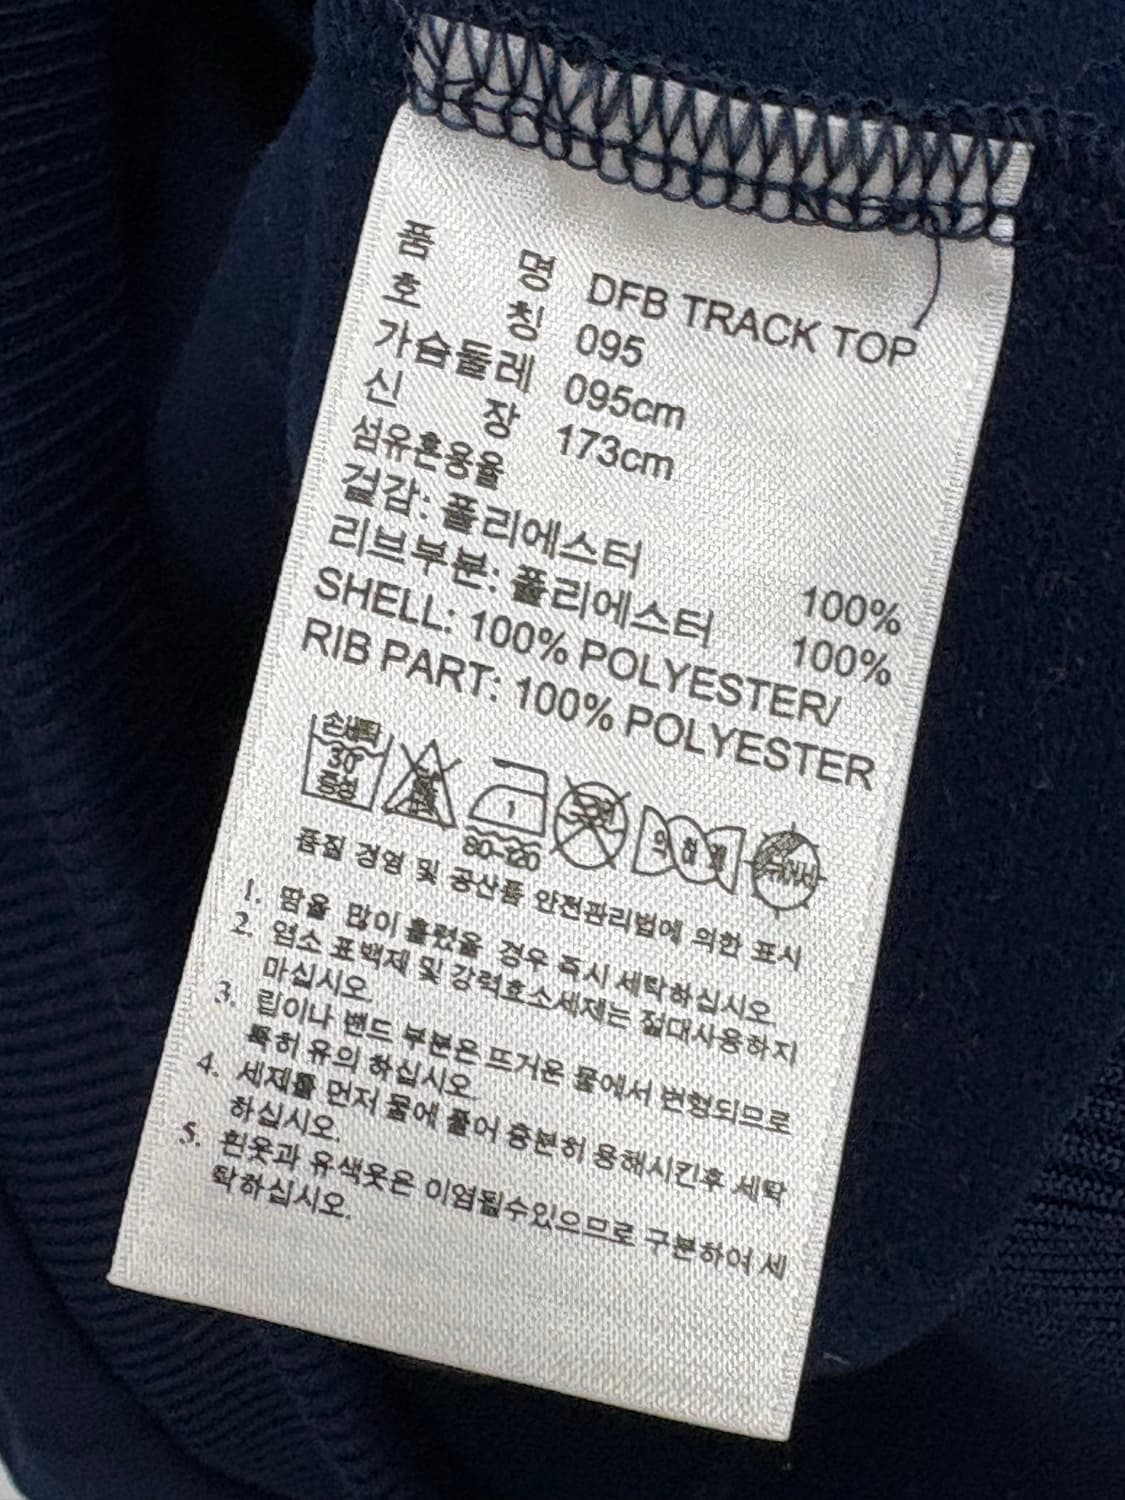 품 명 DFB TRACK TOP
호 칭 095
가슴둘레 095cm
신 장 173cm
섬유혼용율
겉감: 폴리에스터 100%
리브부분: 폴리에스터 100%
SHELL: 100% POLYESTER/
RIB PART: 100% POLYESTER
손세탁 30° 중성
1 80~120
드라이
품질 경영 및 공산품 안전관리법에 의한 표시
1. 땀을 많이 흘렸을 경우 즉시 세탁하십시오.
2. 염소 표백제 및 강력효소세제는 절대사용하지
마십시오.
3. 립이나 밴드 부분은 뜨거운 물에서 변형되므로
특히 유의 하십시오.
4. 세제를 먼저 물에 풀어 충분히 용해시킨후 세탁
하십시오.
5. 흰옷과 유색옷은 이염될수있으므로 구분하여 세
탁하십시오.